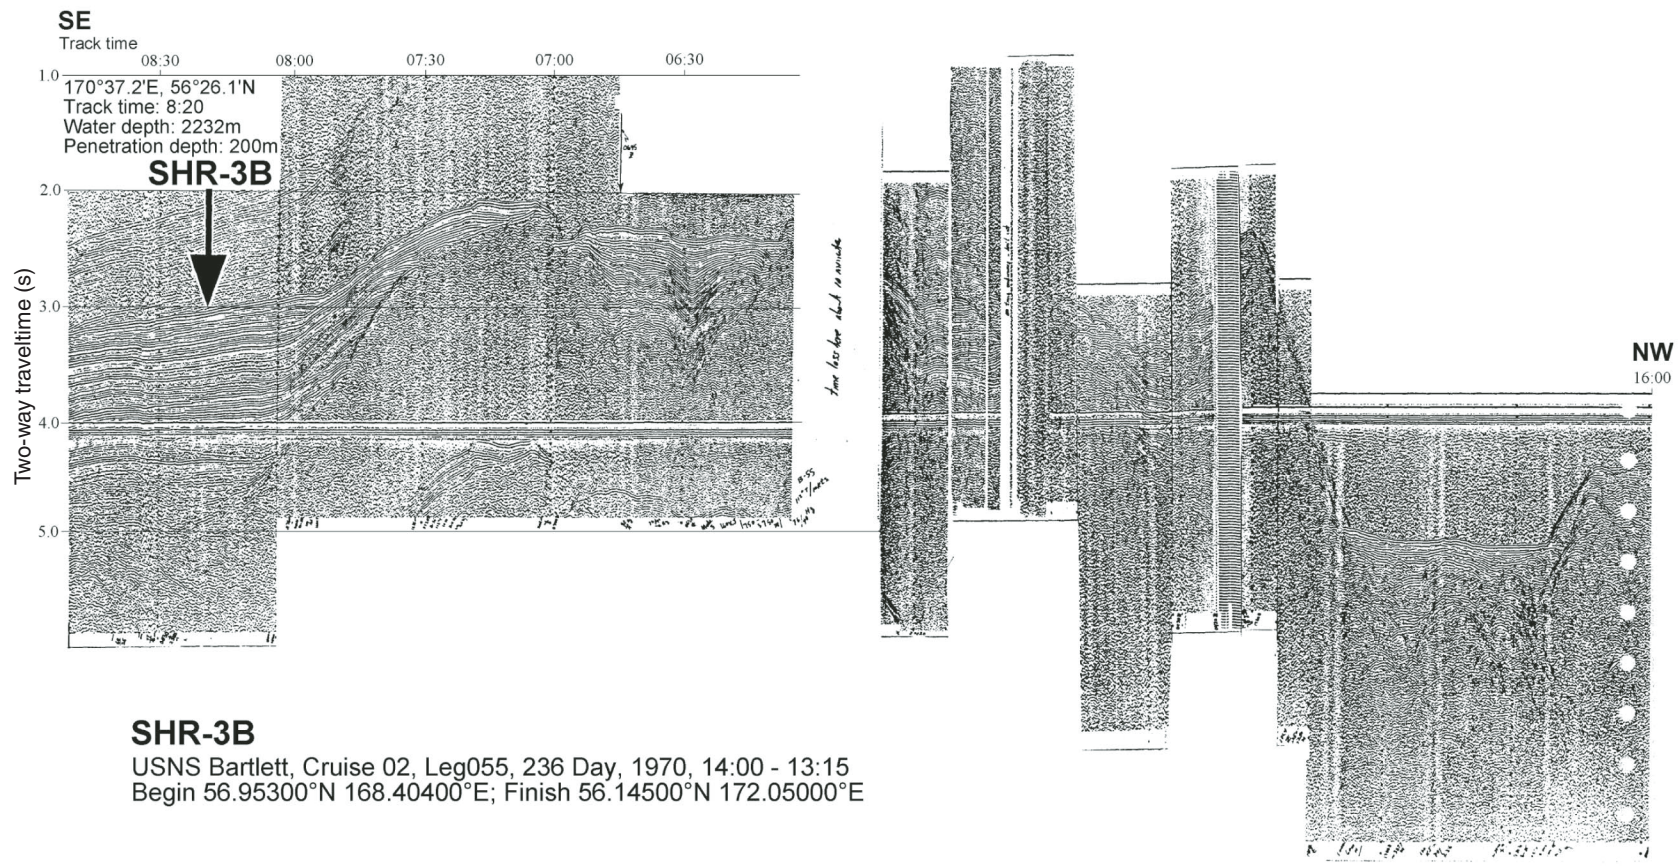 SE
Track time
08:30 08:00 07:30 07:00 06:30
1.0
170°37.2'E, 56°26.1'N
Track time: 8:20
Water depth: 2232m
Penetration depth: 200m
SHR-3B
2.0
3.0
4.0
5.0
Two-way traveltime (s)
time loss here
NW
16:00
SHR-3B
USNS Bartlett, Cruise 02, Leg055, 236 Day, 1970, 14:00 - 13:15
Begin 56.95300°N 168.40400°E; Finish 56.14500°N 172.05000°E